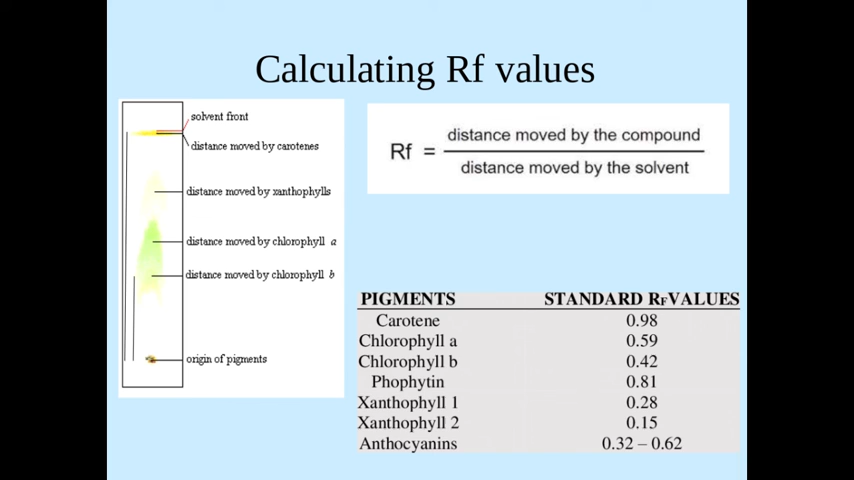 Calculating Rf values
solvent front
distance moved by carotenes
distance moved by xanthophylls
distance moved by chlorophyll a
distance moved by chlorophyll b
origin of pigments
Rf = distance moved by the compound
distance moved by the solvent
PIGMENTS STANDARD RF VALUES
Carotene 0.98
Chlorophyll a 0.59
Chlorophyll b 0.42
Phophytin 0.81
Xanthophyll 1 0.28
Xanthophyll 2 0.15
Anthocyanins 0.32 – 0.62